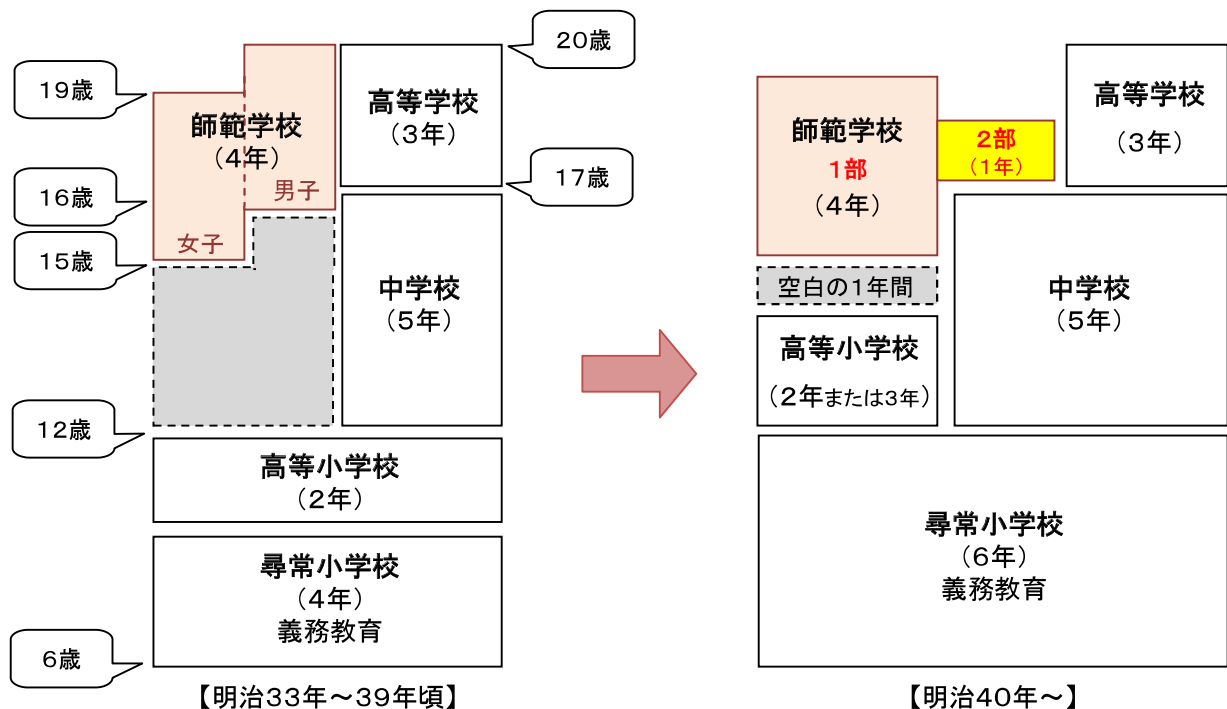 20歳
19歳
高等学校
（3年）
師範学校
（4年）
17歳
16歳
男子
女子
15歳
中学校
（5年）
12歳
高等小学校
（2年）
尋常小学校
（4年）
義務教育
6歳
【明治33年～39年頃】
高等学校
（3年）
師範学校
1部
（4年）
2部
（1年）
空白の1年間
中学校
（5年）
高等小学校
（2年または3年）
尋常小学校
（6年）
義務教育
【明治40年～】